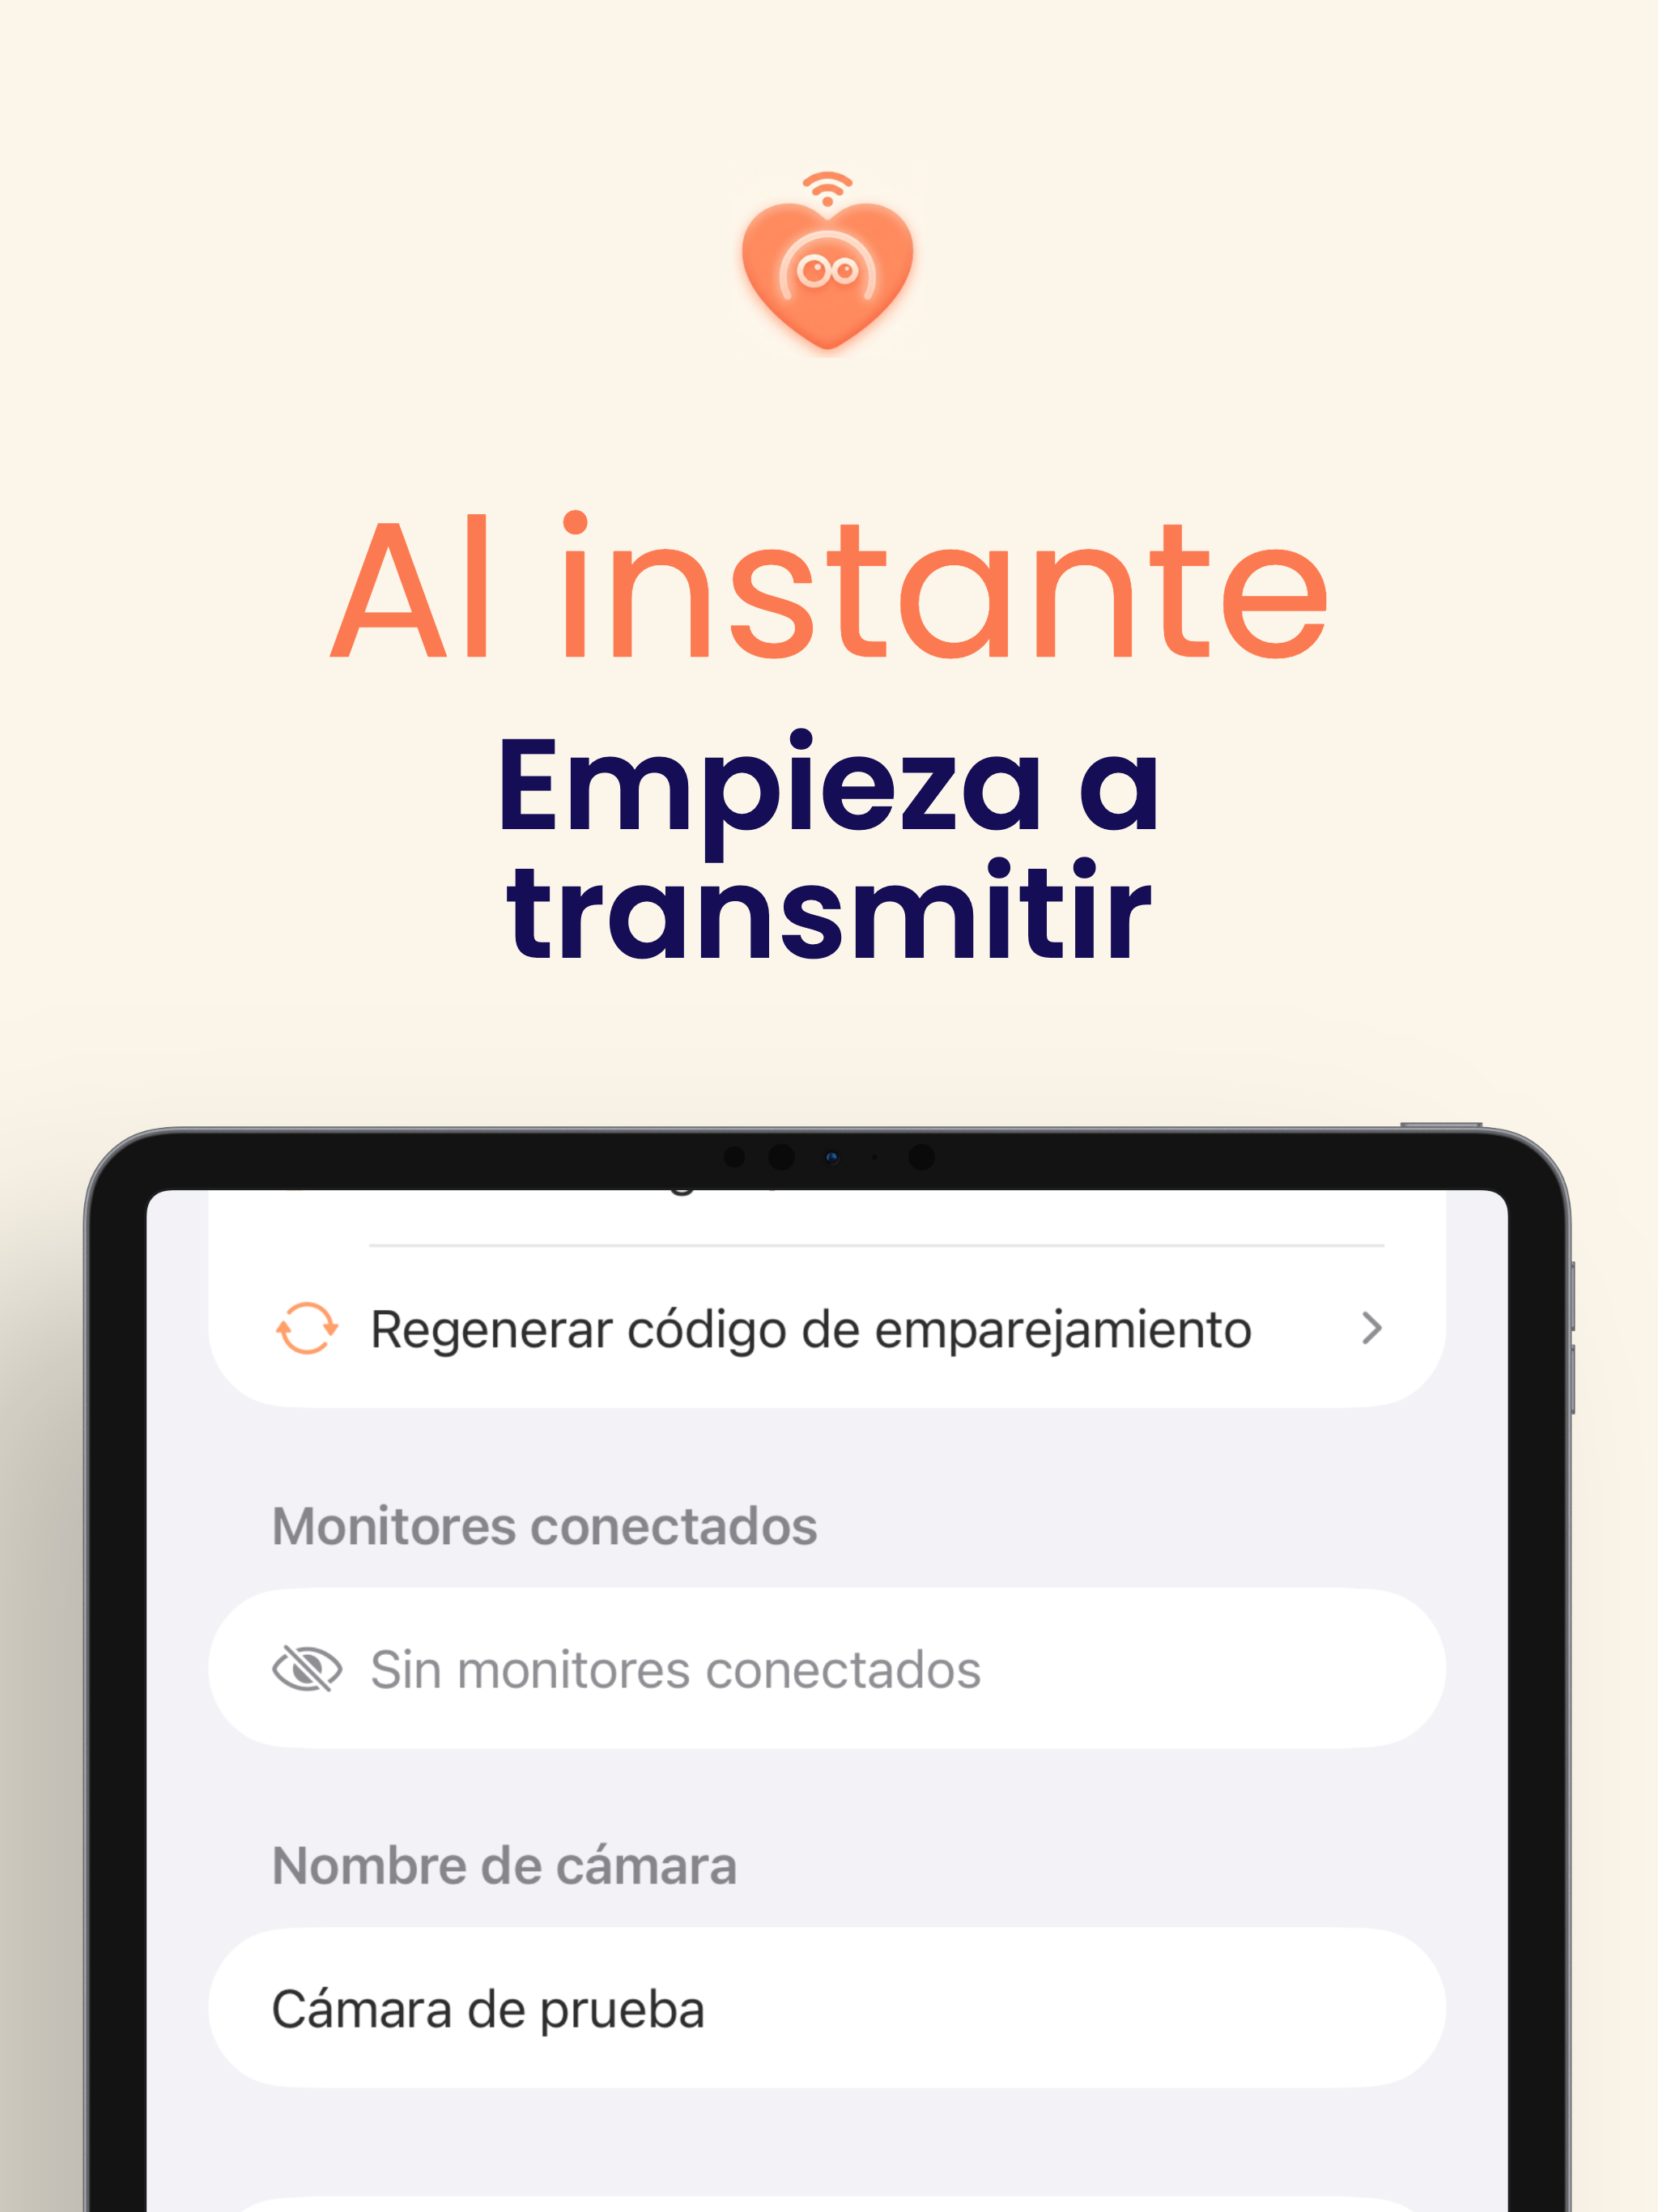 Al instante
Empieza a
transmitir
Regenerar código de emparejamiento
Monitores conectados
Sin monitores conectados
Nombre de cámara
Cámara de prueba